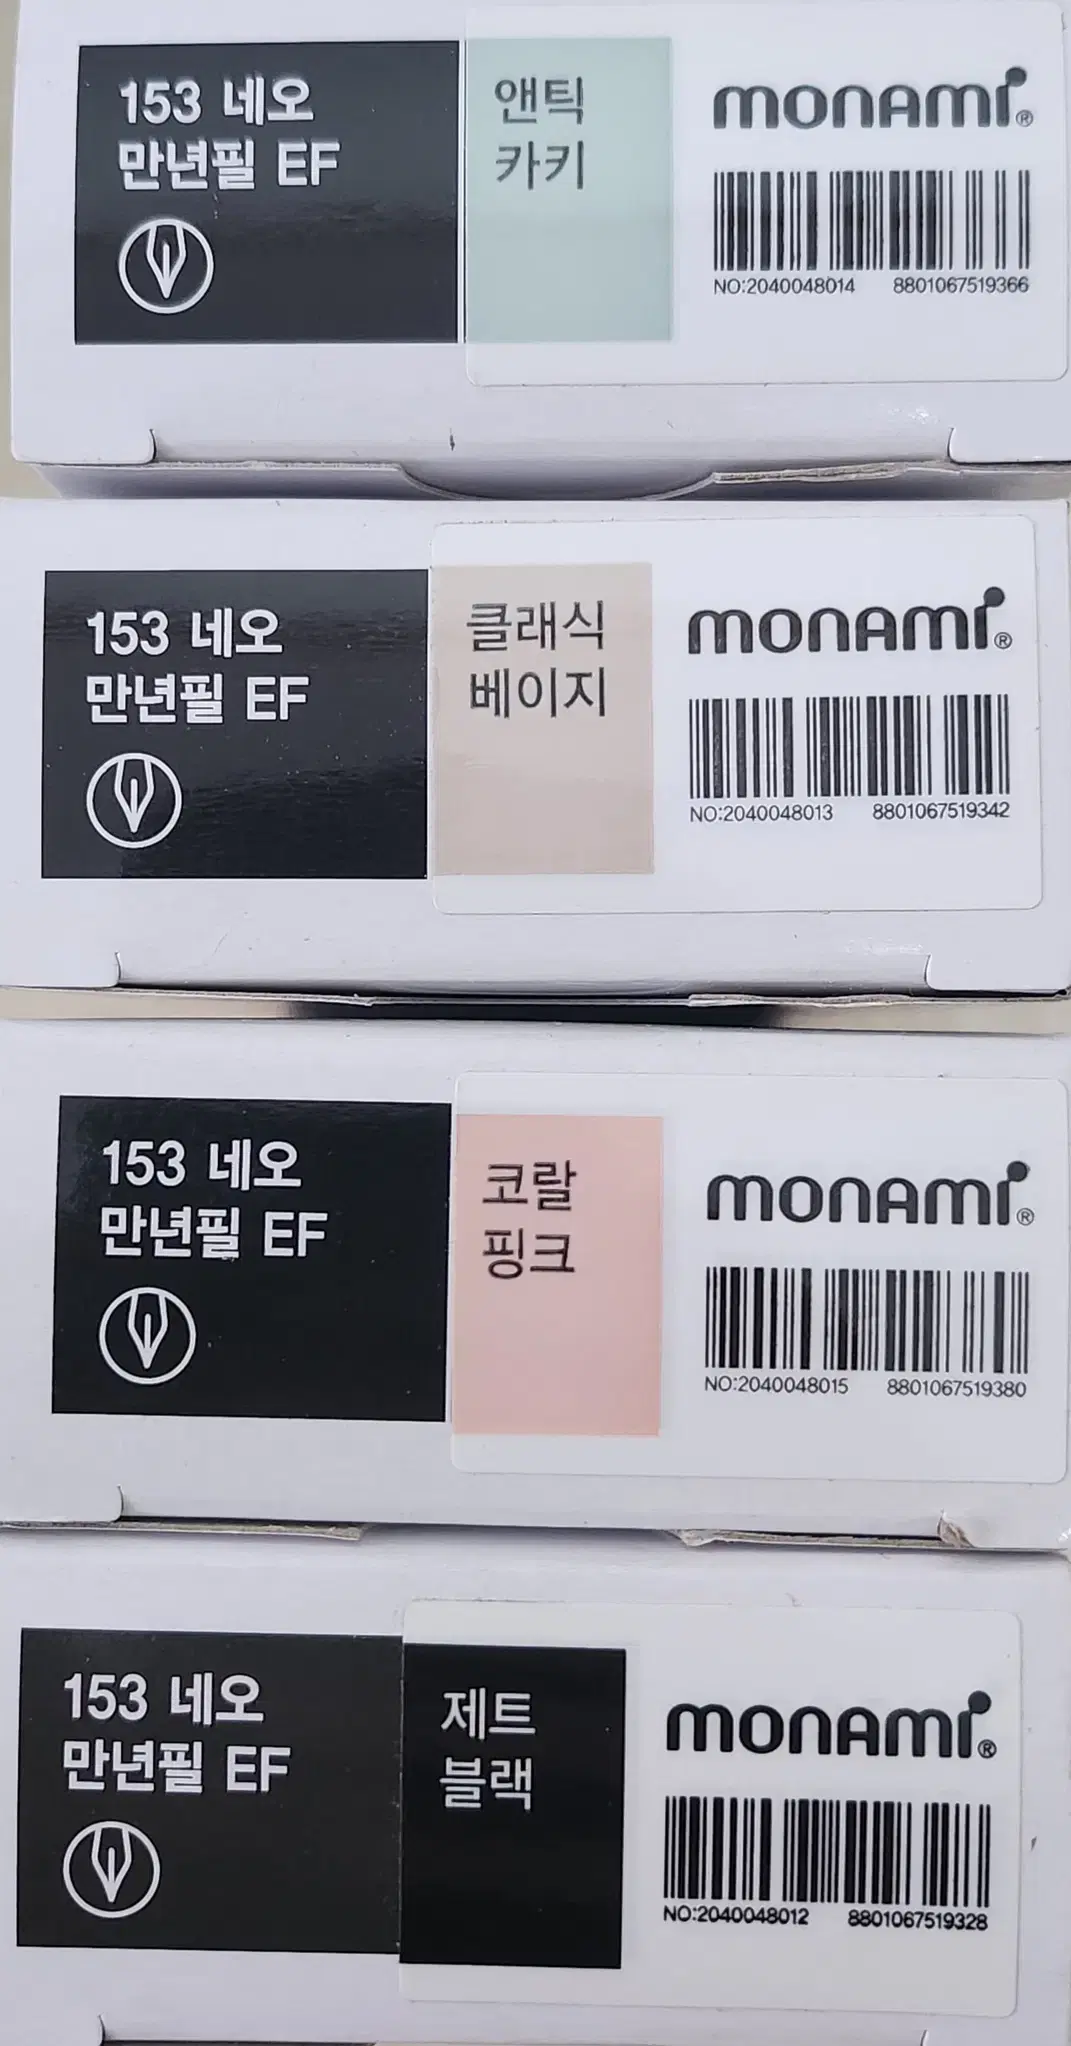 153 네오
만년필 EF
앤틱
카키
monami®
NO:2040048014 8801067519366
153 네오
만년필 EF
클래식
베이지
monami®
NO:2040048013 8801067519342
153 네오
만년필 EF
코랄
핑크
monami®
NO:2040048015 8801067519380
153 네오
만년필 EF
제트
블랙
monami®
NO:2040048012 8801067519328